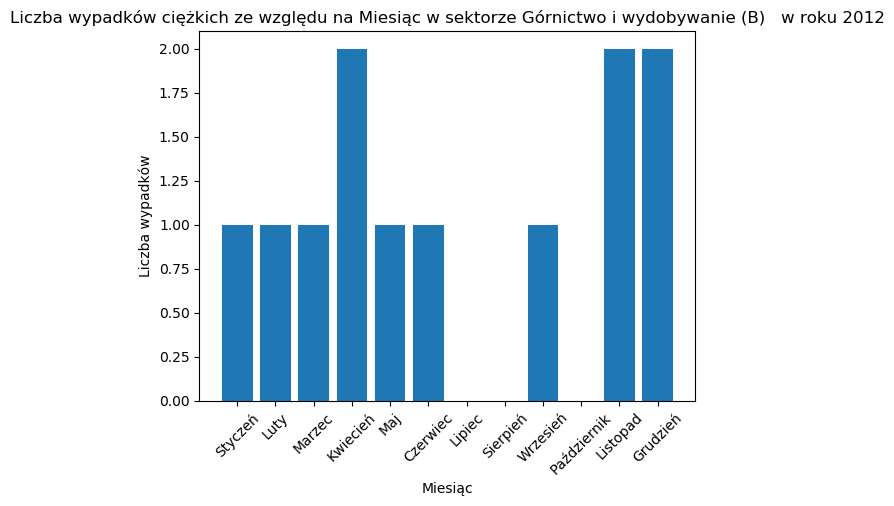 Liczba wypadków ciężkich ze względu na Miesiąc w sektorze Górnictwo i wydobywanie (B)   w roku 2012
Liczba wypadków
2.00
1.75
1.50
1.25
1.00
0.75
0.50
0.25
0.00
Styczeń
Luty
Marzec
Kwiecień
Maj
Czerwiec
Lipiec
Sierpień
Wrzesień
Październik
Listopad
Grudzień
Miesiąc